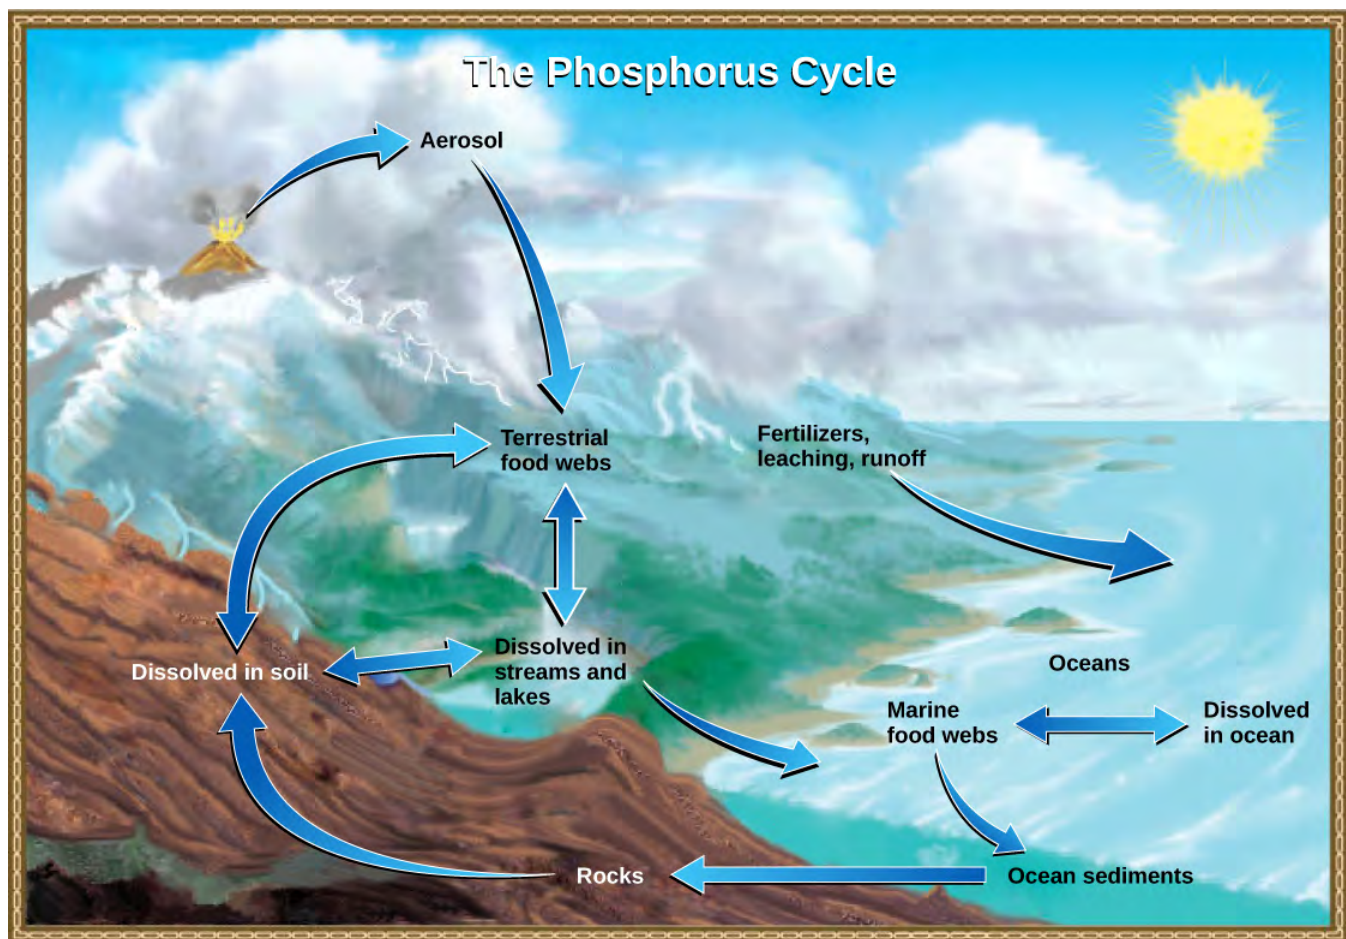 The Phosphorus Cycle
Aerosol
Terrestrial
food webs
Fertilizers,
leaching, runoff
Dissolved in soil
Dissolved in
streams and
lakes
Oceans
Marine
food webs
Dissolved
in ocean
Rocks
Ocean sediments